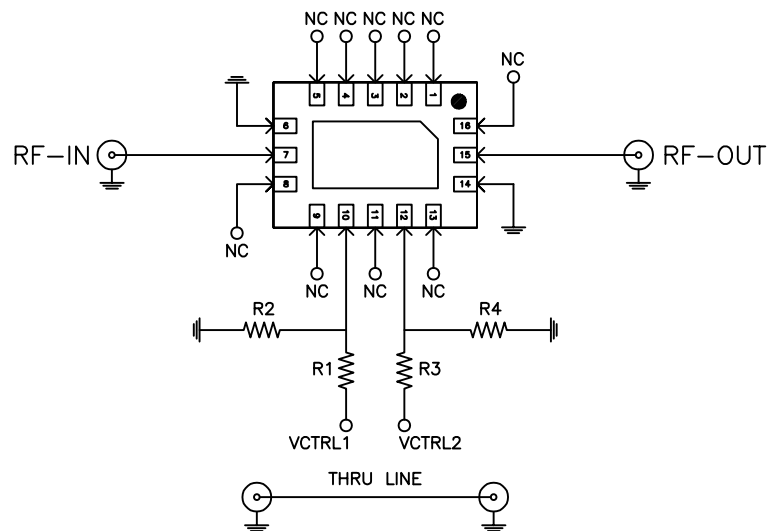 NC NC NC NC NC
NC
5 4 3 2 1
6 16
RF-IN 7 15 RF-OUT
8 14
9 10 11 12 13
NC
NC NC NC
R2 R4
R1 R3
VCTRL1 VCTRL2
THRU LINE